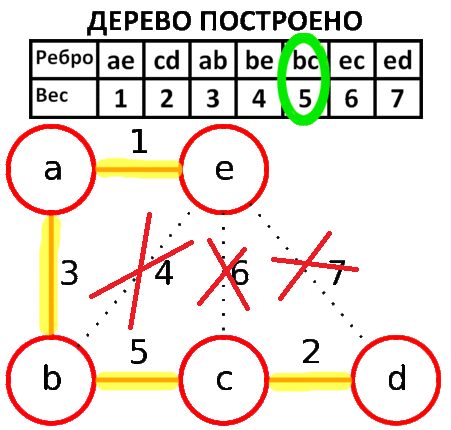 ДЕРЕВО ПОСТРОЕНО
Ребро ae cd ab be bc ec ed
Вес 1 2 3 4 5 6 7
1
a e
3 4 6 7
5 2
b c d